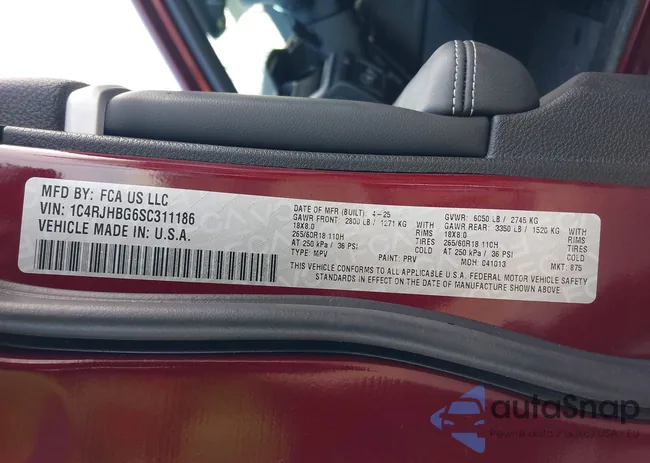 MFD BY: FCA US LLC
VIN: 1C4RJHBG6SC311186
VEHICLE MADE IN: U.S.A.
DATE OF MFR (BUILT): 4-25 GVWR: 6050 LB / 2745 KG
GAWR FRONT: 2800 LB / 1271 KG WITH GAWR REAR: 3350 LB / 1520 KG WITH
18X8.0 RIMS 18X8.0 RIMS
265/60R18 110H TIRES 265/60R18 110H TIRES
AT 250 kPa / 36 PSI COLD AT 250 kPa / 36 PSI COLD
TYPE: MPV PAINT: PRV MDH: 041013 MKT: 875
THIS VEHICLE CONFORMS TO ALL APPLICABLE U.S.A. FEDERAL MOTOR VEHICLE SAFETY
STANDARDS IN EFFECT ON THE DATE OF MANUFACTURE SHOWN ABOVE.
autoSnap